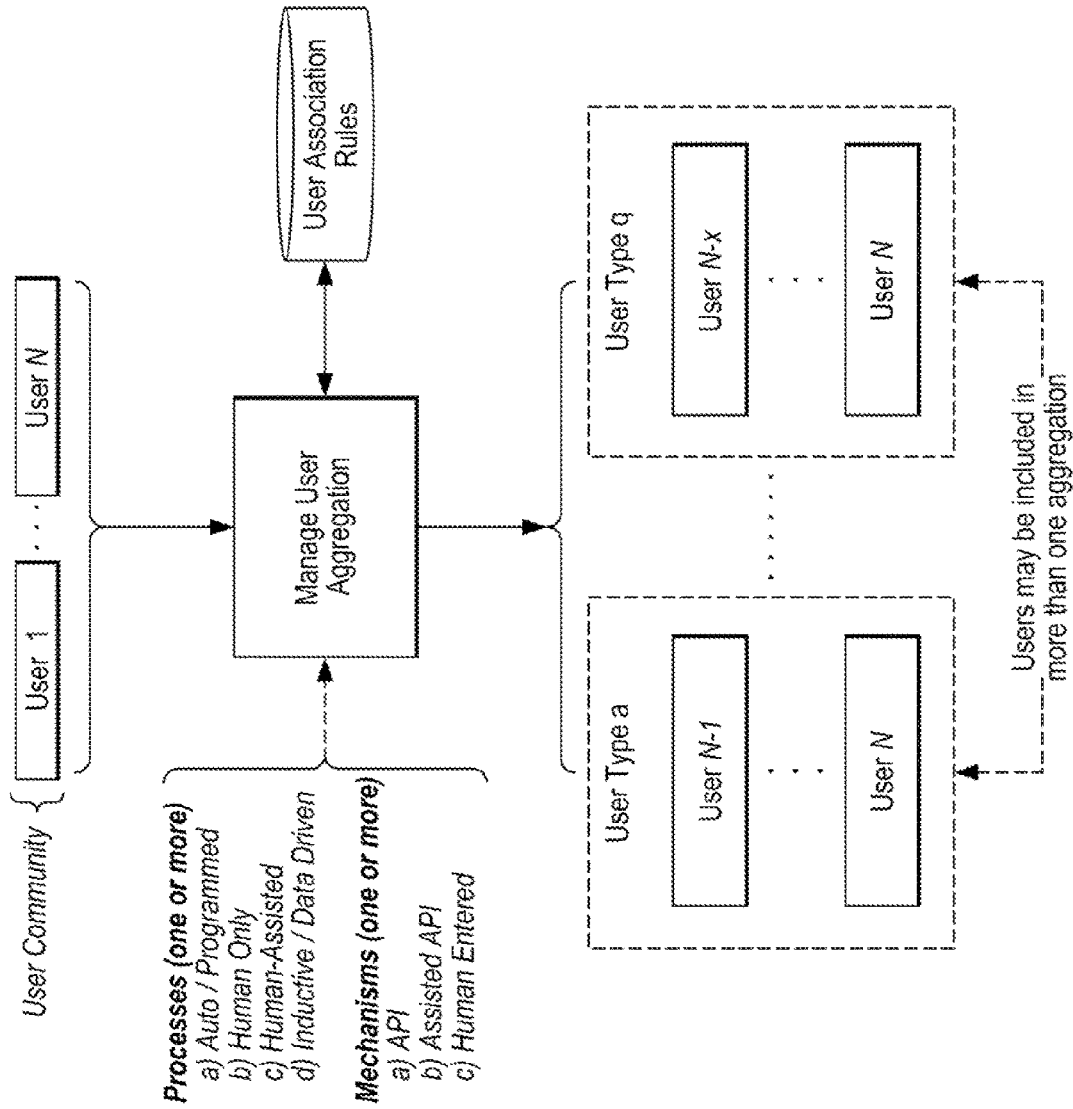 User Community
User 1
. . .
User N
Processes (one or more)
a) Auto / Programmed
b) Human Only
c) Human-Assisted
d) Inductive / Data Driven
Mechanisms (one or more)
a) API
b) Assisted API
c) Human Entered
Manage User
Aggregation
User Association
Rules
User Type a
User N-1
. . .
User N
. . . . . .
User Type q
User N-x
. . .
User N
Users may be included in
more than one aggregation